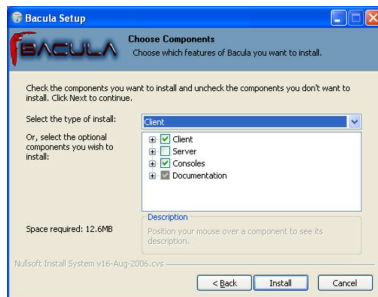 Bacula Setup
BACULA
Choose Components
Choose which features of Bacula you want to install.
Check the components you want to install and uncheck the components you don't want to
install. Click Next to continue.
Select the type of install:
Client
Or, select the optional
components you wish to
install:
Client
Server
Consoles
Documentation
Space required: 12.6MB
Description
Position your mouse over a component to see its
description.
Nullsoft Install System v16-Aug-2006.cvs
< Back
Install
Cancel